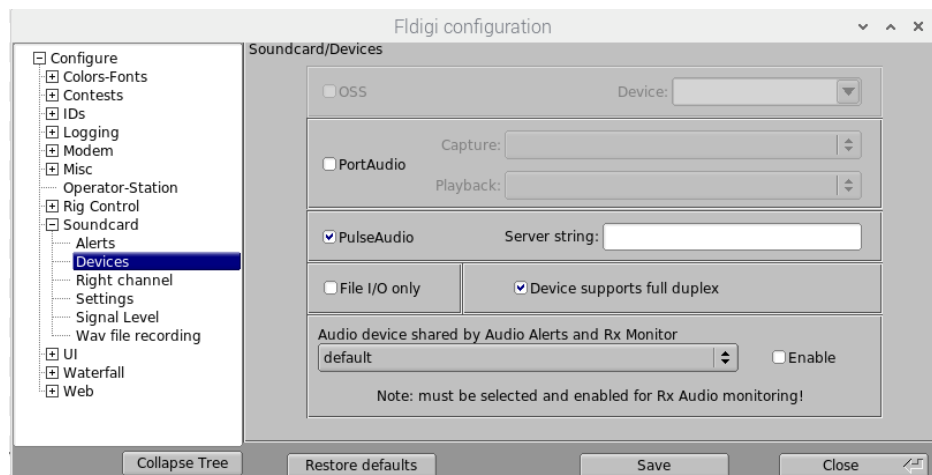 Fldigi configuration
Configure
Colors-Fonts
Contests
IDs
Logging
Modem
Misc
Operator-Station
Rig Control
Soundcard
Alerts
Devices
Right channel
Settings
Signal Level
Wav file recording
UI
Waterfall
Web
Collapse Tree
Soundcard/Devices
OSS Device:
Capture:
PortAudio
Playback:
PulseAudio Server string:
File I/O only Device supports full duplex
Audio device shared by Audio Alerts and Rx Monitor
default Enable
Note: must be selected and enabled for Rx Audio monitoring!
Restore defaults Save Close